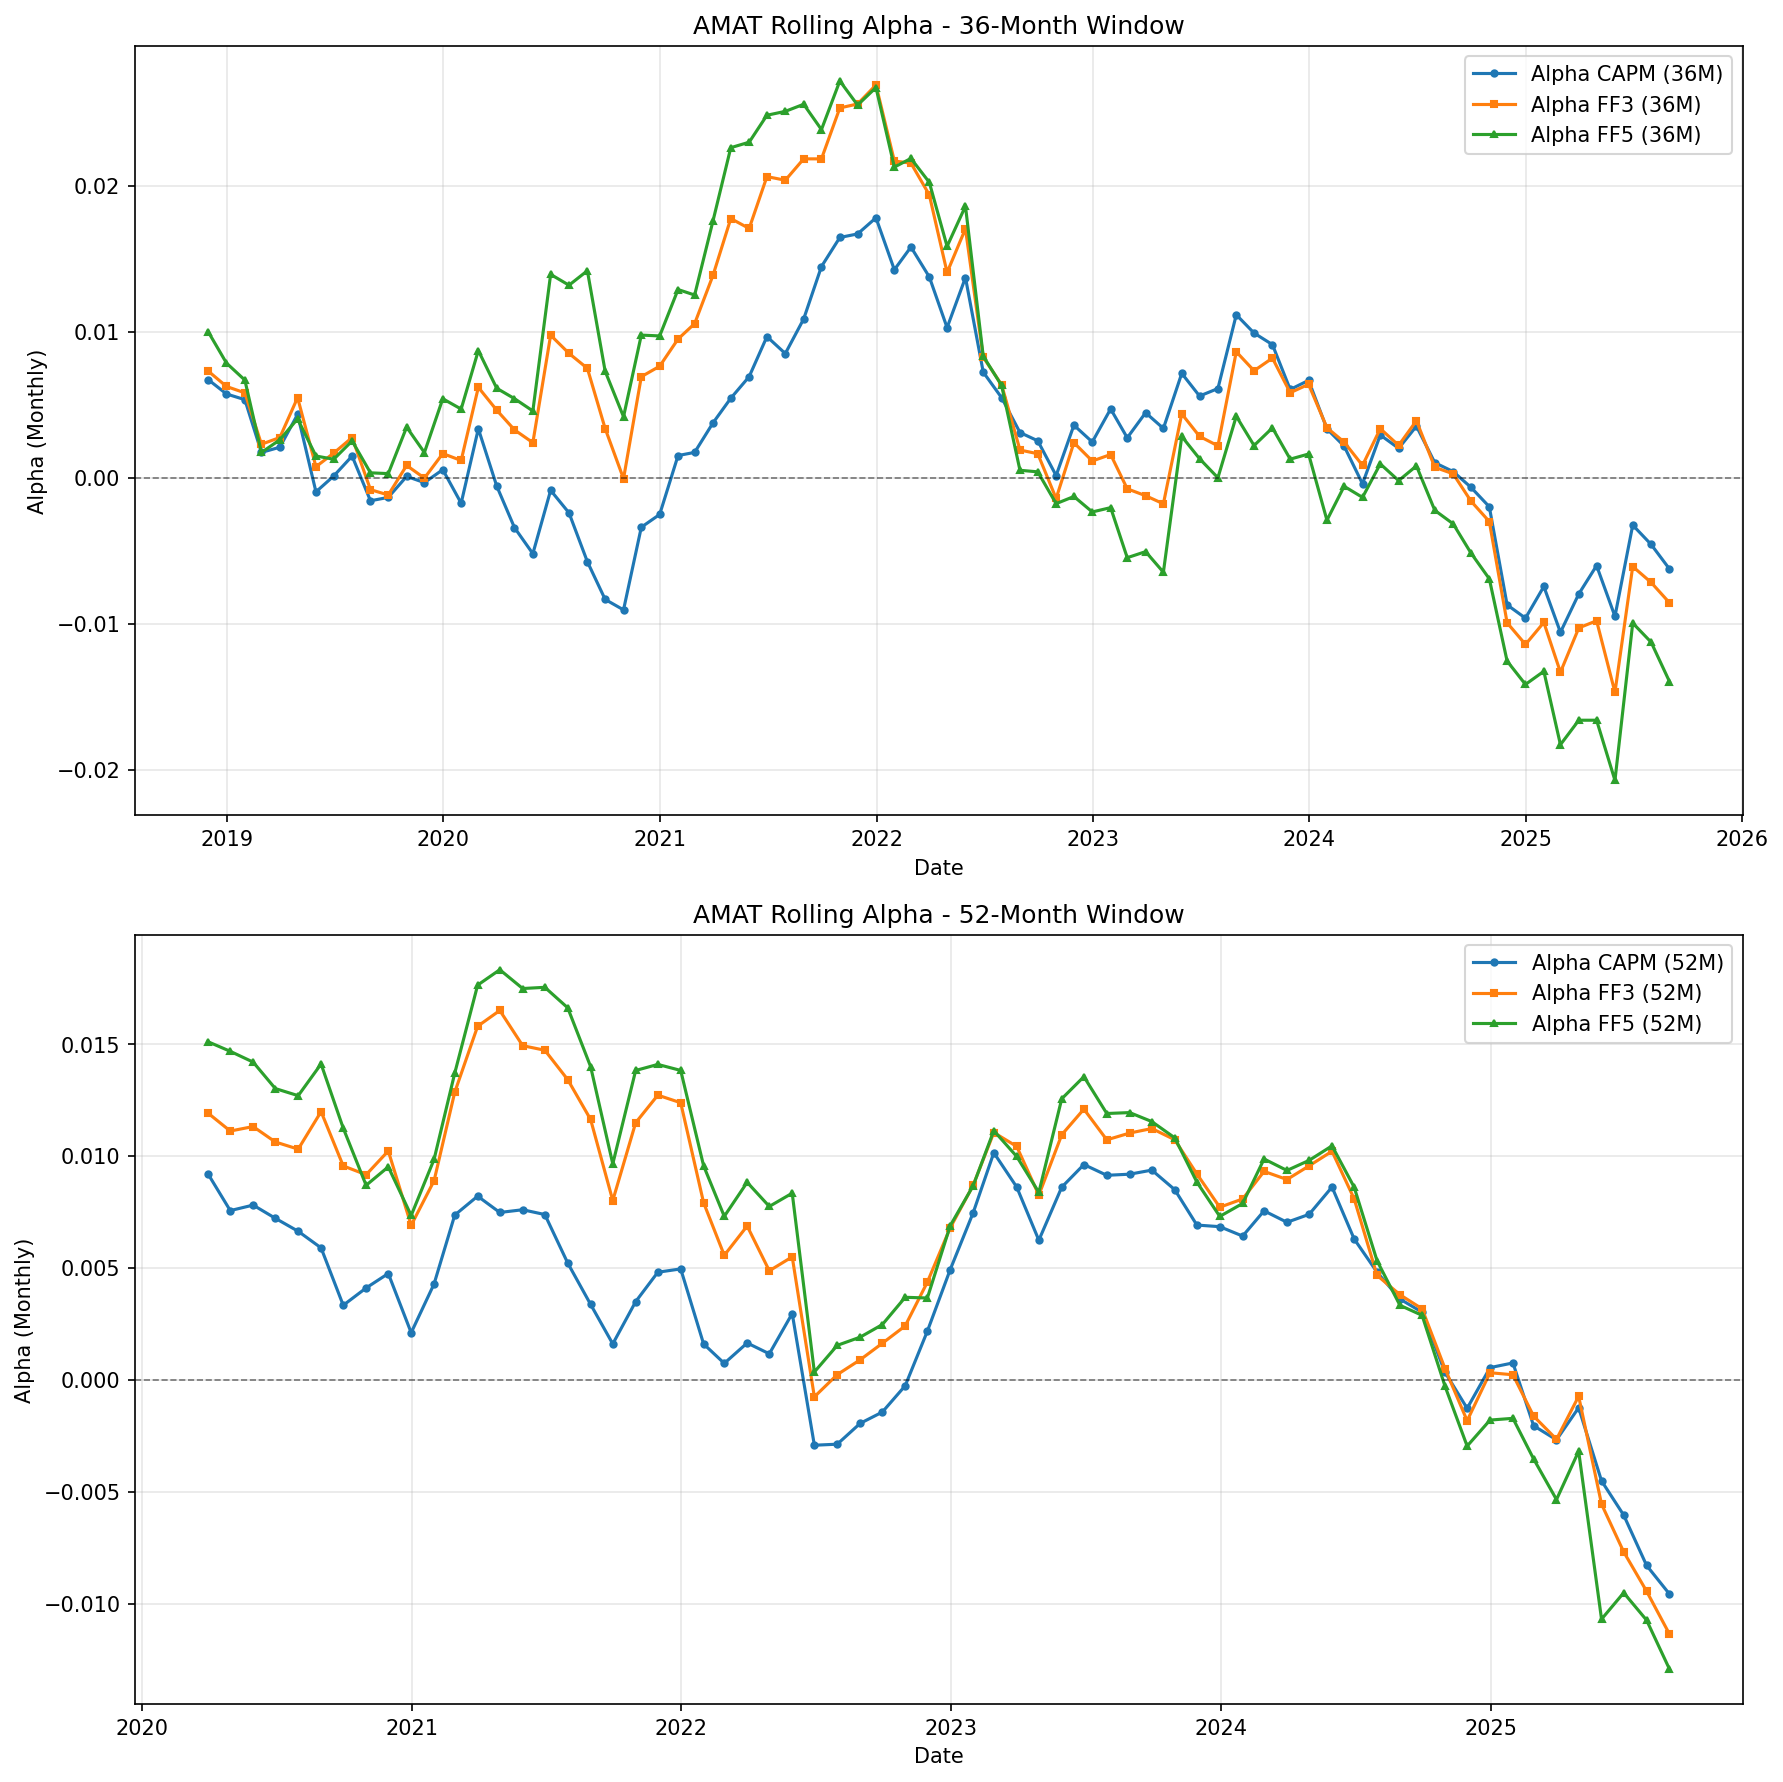 AMAT Rolling Alpha - 36-Month Window
Alpha CAPM (36M)
Alpha FF3 (36M)
Alpha FF5 (36M)
Alpha (Monthly)
0.02
0.01
0.00
−0.01
−0.02
2019 2020 2021 2022 2023 2024 2025 2026
Date
AMAT Rolling Alpha - 52-Month Window
Alpha CAPM (52M)
Alpha FF3 (52M)
Alpha FF5 (52M)
Alpha (Monthly)
0.015
0.010
0.005
0.000
−0.005
−0.010
2020 2021 2022 2023 2024 2025
Date